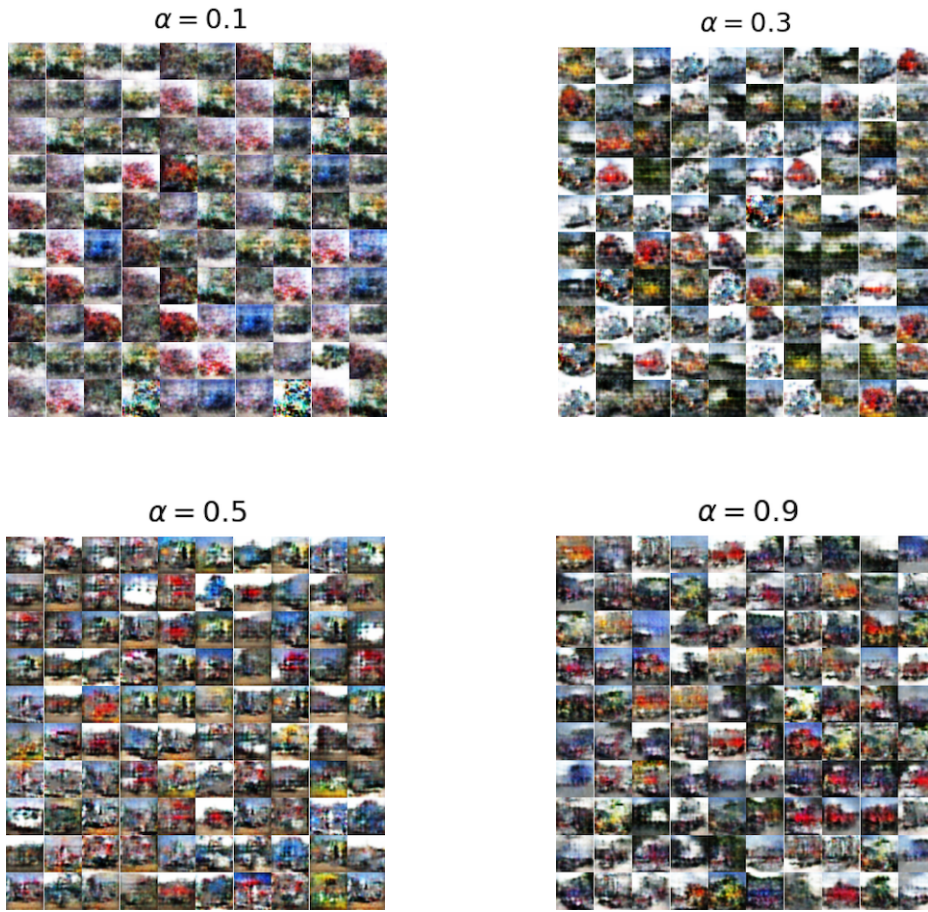 α = 0.1
α = 0.3
α = 0.5
α = 0.9